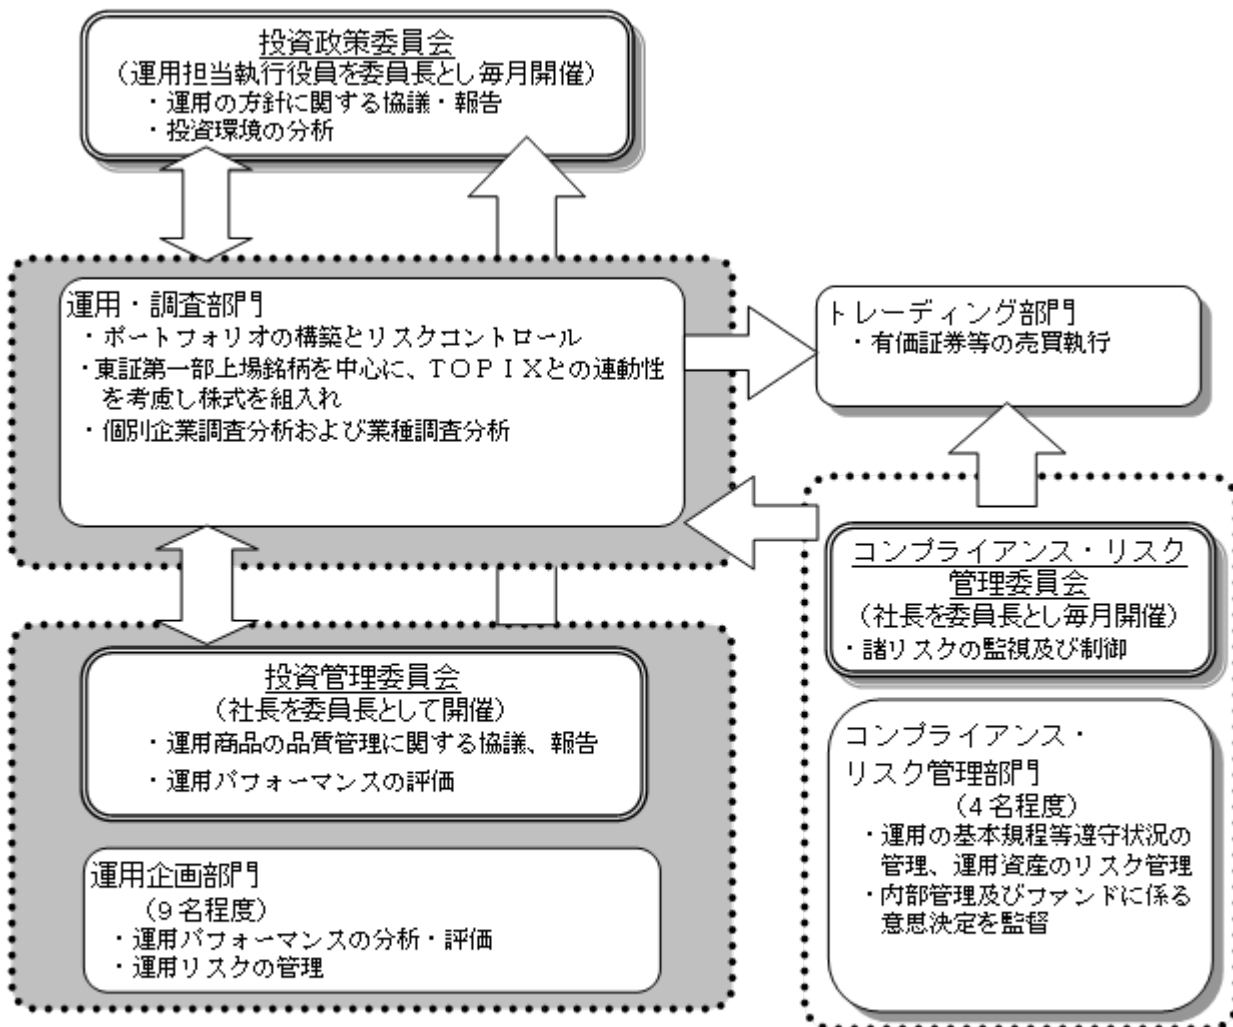 投資政策委員会
(運用担当執行役員を委員長とし毎月開催)
・運用の方針に関する協議・報告
・投資環境の分析
運用・調査部門
・ポートフォリオの構築とリスクコントロール
・東証第一部上場銘柄を中心に、TOPIXとの連動性
を考慮し株式を組入れ
・個別企業調査分析および業種調査分析
トレーディング部門
・有価証券等の売買執行
コンプライアンス・リスク
管理委員会
(社長を委員長とし毎月開催)
・諸リスクの監視及び制御
投資管理委員会
(社長を委員長として開催)
・運用商品の品質管理に関する協議、報告
・運用パフォーマンスの評価
コンプライアンス・
リスク管理部門
(4名程度)
・運用の基本規程等遵守状況の
管理、運用資産のリスク管理
・内部管理及びファンドに係る
意思決定を監督
運用企画部門
(9名程度)
・運用パフォーマンスの分析・評価
・運用リスクの管理